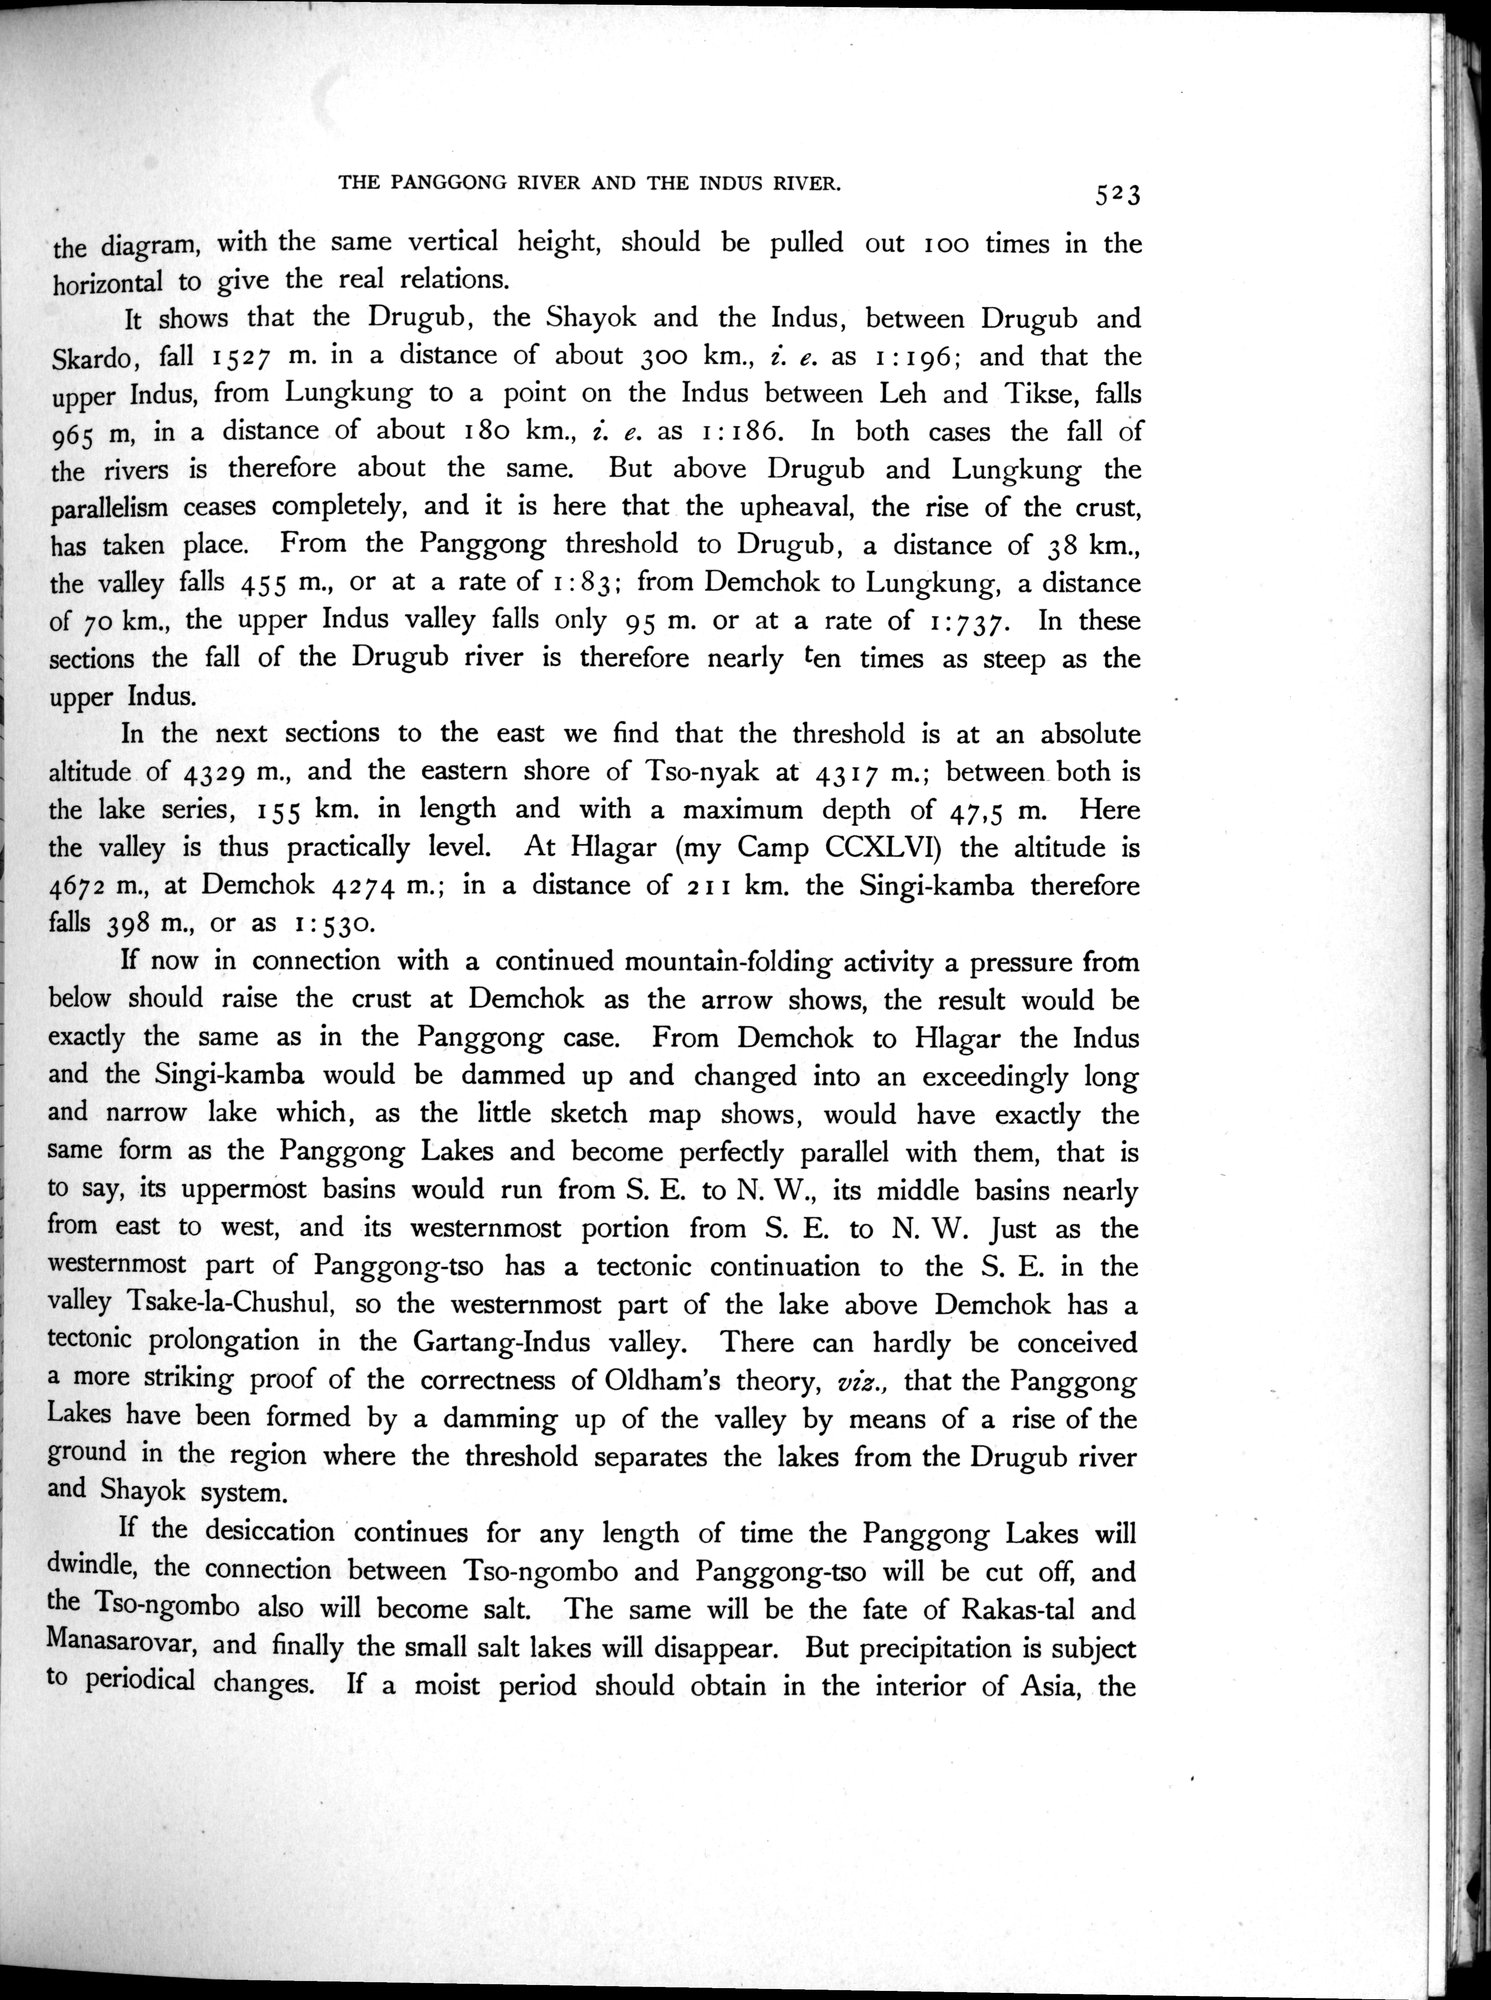 THE PANGGONG RIVER AND THE INDUS RIVER.
523
the diagram, with the same vertical height, should be pulled out 100 times in the
horizontal to give the real relations.
It shows that the Drugub, the Shayok and the Indus, between Drugub and
Skardo, fall 1527 m. in a distance of about 300 km., i. e. as 1:196; and that the
upper Indus, from Lungkung to a point on the Indus between Leh and Tikse, falls
965 m, in a distance of about 180 km., i. e. as 1:186. In both cases the fall of
the rivers is therefore about the same. But above Drugub and Lungkung the
parallelism ceases completely, and it is here that the upheaval, the rise of the crust,
has taken place. From the Panggong threshold to Drugub, a distance of 38 km.,
the valley falls 455 m., or at a rate of 1:83; from Demchok to Lungkung, a distance
of 70 km., the upper Indus valley falls only 95 m. or at a rate of 1:737. In these
sections the fall of the Drugub river is therefore nearly ten times as steep as the
upper Indus.
In the next sections to the east we find that the threshold is at an absolute
altitude of 4329 m., and the eastern shore of Tso-nyak at 4317 m.; between both is
the lake series, 155 km. in length and with a maximum depth of 47,5 m. Here
the valley is thus practically level. At Hlagar (my Camp CCXLVI) the altitude is
4672 m., at Demchok 4274 m.; in a distance of 211 km. the Singi-kamba therefore
falls 398 m., or as 1:530.
If now in connection with a continued mountain-folding activity a pressure from
below should raise the crust at Demchok as the arrow shows, the result would be
exactly the same as in the Panggong case. From Demchok to Hlagar the Indus
and the Singi-kamba would be dammed up and changed into an exceedingly long
and narrow lake which, as the little sketch map shows, would have exactly the
same form as the Panggong Lakes and become perfectly parallel with them, that is
to say, its uppermost basins would run from S. E. to N. W., its middle basins nearly
from east to west, and its westernmost portion from S. E. to N. W. Just as the
westernmost part of Panggong-tso has a tectonic continuation to the S. E. in the
valley Tsake-la-Chushul, so the westernmost part of the lake above Demchok has a
tectonic prolongation in the Gartang-Indus valley. There can hardly be conceived
a more striking proof of the correctness of Oldham's theory, viz., that the Panggong
Lakes have been formed by a damming up of the valley by means of a rise of the
ground in the region where the threshold separates the lakes from the Drugub river
and Shayok system.
If the desiccation continues for any length of time the Panggong Lakes will
dwindle, the connection between Tso-ngombo and Panggong-tso will be cut off, and
the Tso-ngombo also will become salt. The same will be the fate of Rakas-tal and
Manasarovar, and finally the small salt lakes will disappear. But precipitation is subject
to periodical changes. If a moist period should obtain in the interior of Asia, the